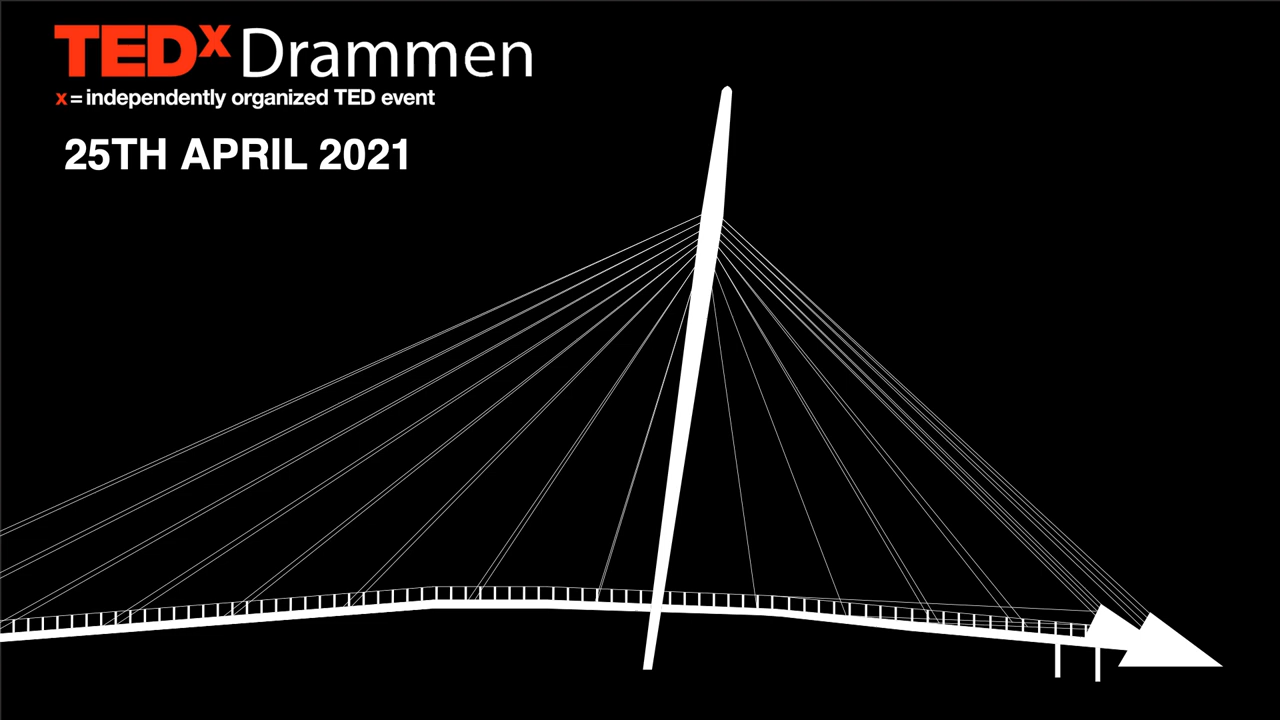 TEDx Drammen
x = independently organized TED event
25TH APRIL 2021